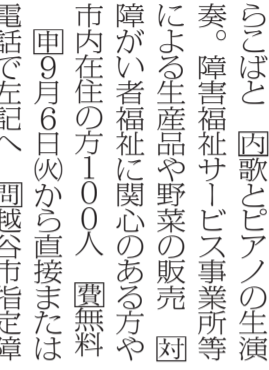 らこばと 内歌とピアノの生演
奏。障害福祉サービス事業所等
による生産品や野菜の販売 対
障がい者福祉に関心のある方や
市内在住の方100人 費無料
申9月6日㈫から直接または
電話で左記へ 問越谷市指定障